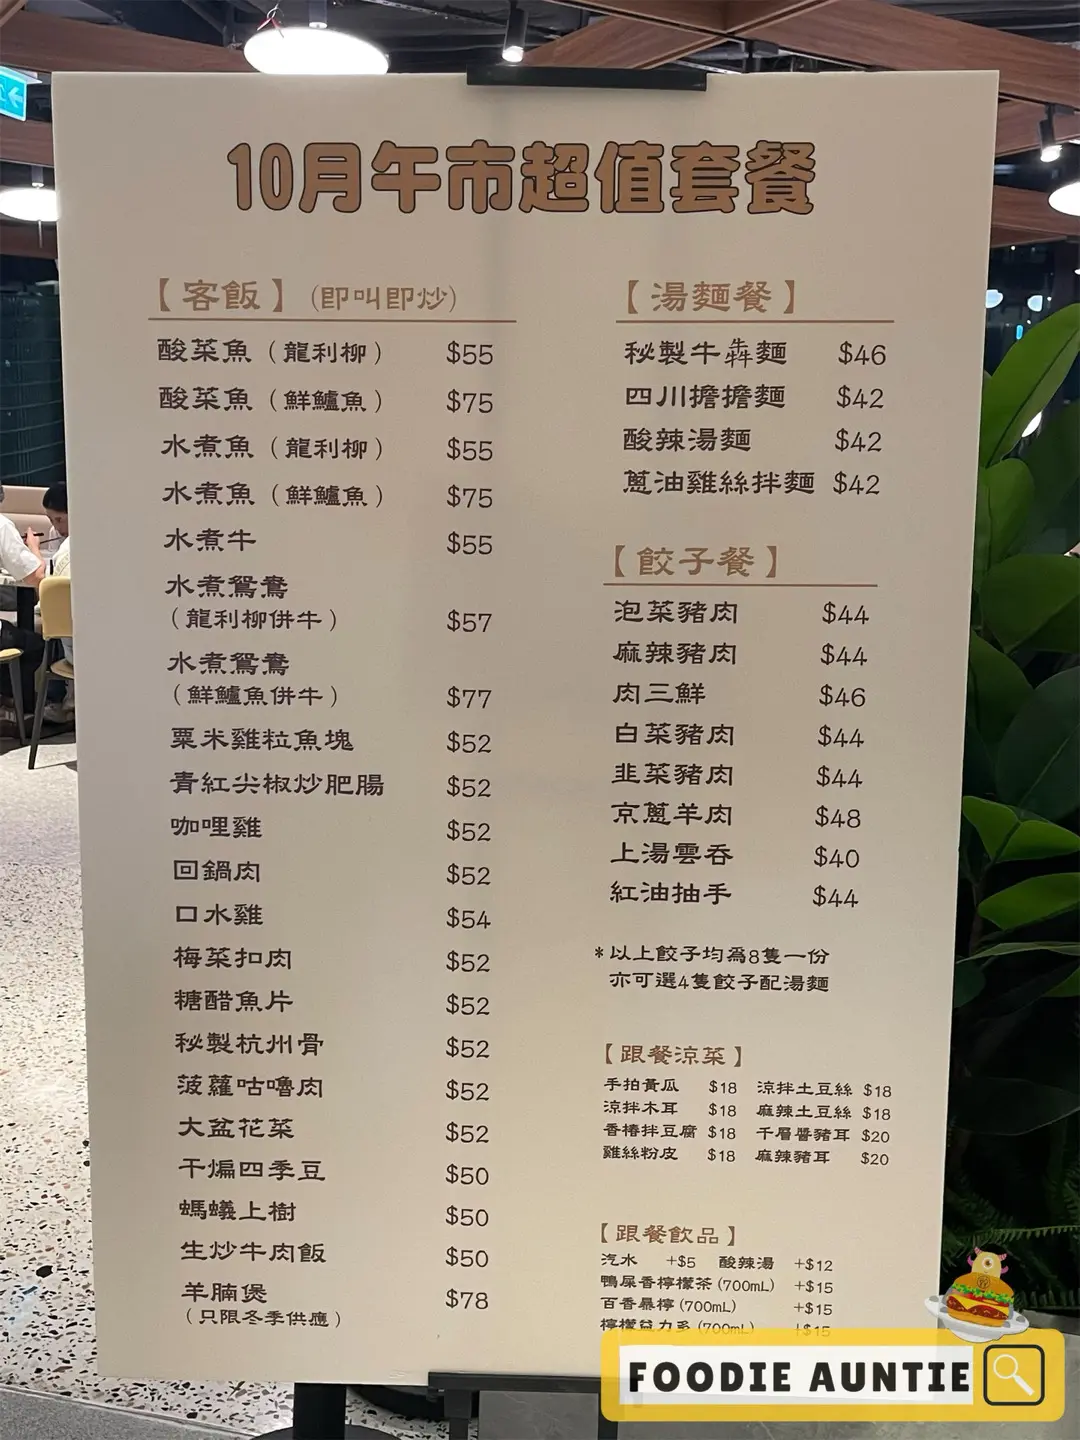 10月午市超值套餐
【客飯】(即叫即炒)
酸菜魚（龍利柳） $55
酸菜魚（鮮鱸魚） $75
水煮魚（龍利柳） $55
水煮魚（鮮鱸魚） $75
水煮牛 $55
水煮鴛鴦
（龍利柳併牛） $57
水煮鴛鴦
（鮮鱸魚併牛） $77
粟米雞粒魚塊 $52
青紅尖椒炒肥腸 $52
咖哩雞 $52
回鍋肉 $52
口水雞 $54
梅菜扣肉 $52
糖醋魚片 $52
秘製杭州骨 $52
菠蘿咕嚕肉 $52
大盆花菜 $52
干煸四季豆 $50
螞蟻上樹 $50
生炒牛肉飯 $50
羊腩煲 $78
（只限冬季供應）
【湯麵餐】
秘製牛犇麵 $46
四川擔擔麵 $42
酸辣湯麵 $42
蔥油雞絲拌麵 $42
【餃子餐】
泡菜豬肉 $44
麻辣豬肉 $44
肉三鮮 $46
白菜豬肉 $44
韭菜豬肉 $44
京蔥羊肉 $48
上湯雲吞 $40
紅油抽手 $44
*以上餃子均為8隻一份
亦可選4隻餃子配湯麵
【跟餐涼菜】
手拍黃瓜 $18 涼拌土豆絲 $18
涼拌木耳 $18 麻辣土豆絲 $18
香椿拌豆腐 $18 千層醬豬耳 $20
雞絲粉皮 $18 麻辣豬耳 $20
【跟餐飲品】
汽水 +$5 酸辣湯 +$12
鴨屎香檸檬茶(700mL) +$15
百香暴檸(700mL) +$15
檸檬益力多(700mL) +$15
FOODIE AUNTIE